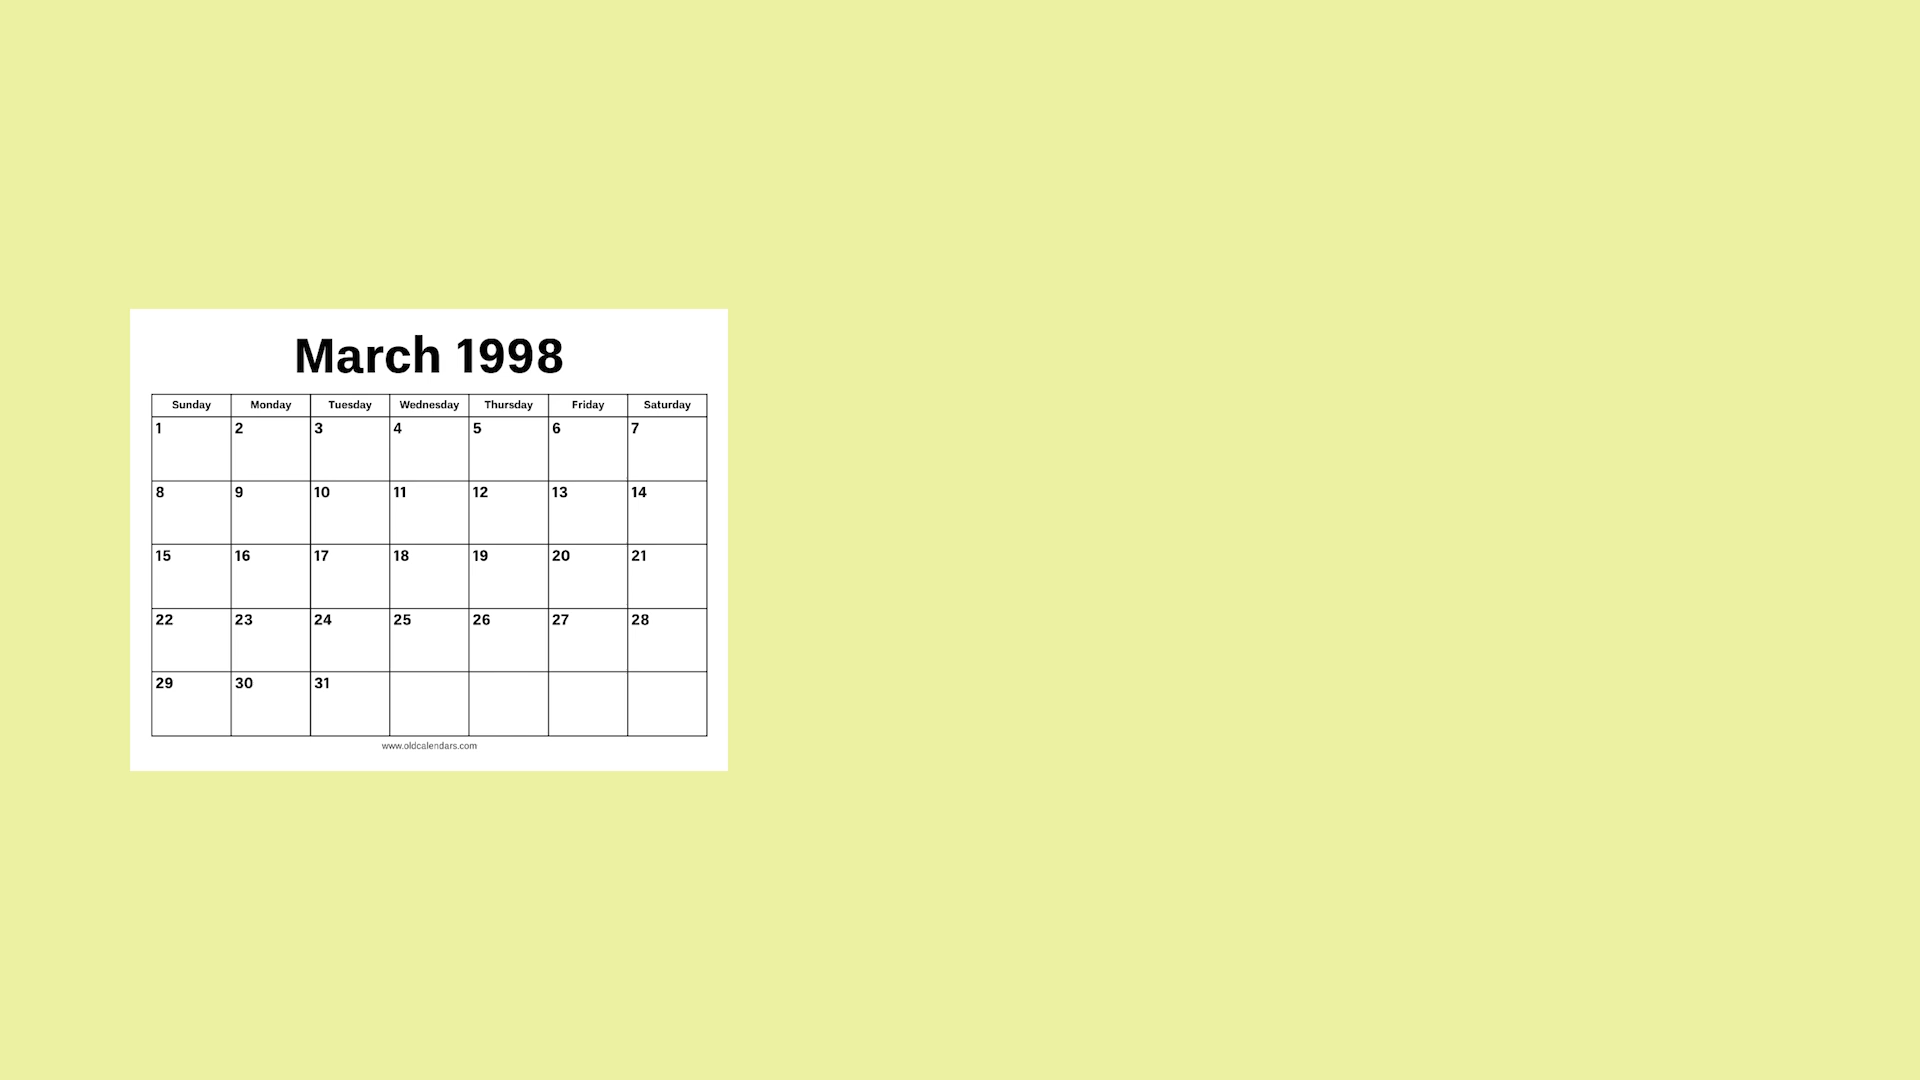 March 1998
Sunday Monday Tuesday Wednesday Thursday Friday Saturday
1 2 3 4 5 6 7
8 9 10 11 12 13 14
15 16 17 18 19 20 21
22 23 24 25 26 27 28
29 30 31
www.oldcalendars.com